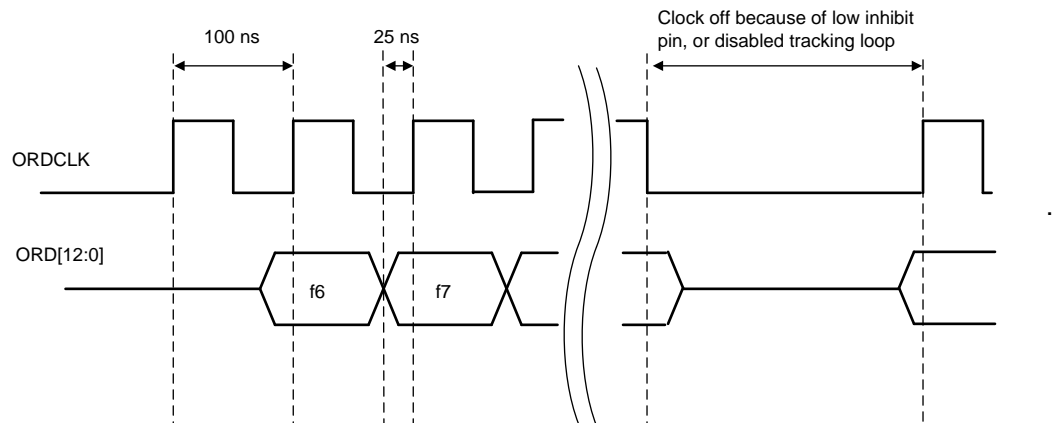 Clock off because of low inhibit
pin, or disabled tracking loop
100 ns
25 ns
ORDCLK
.
ORD[12:0]
f6
f7